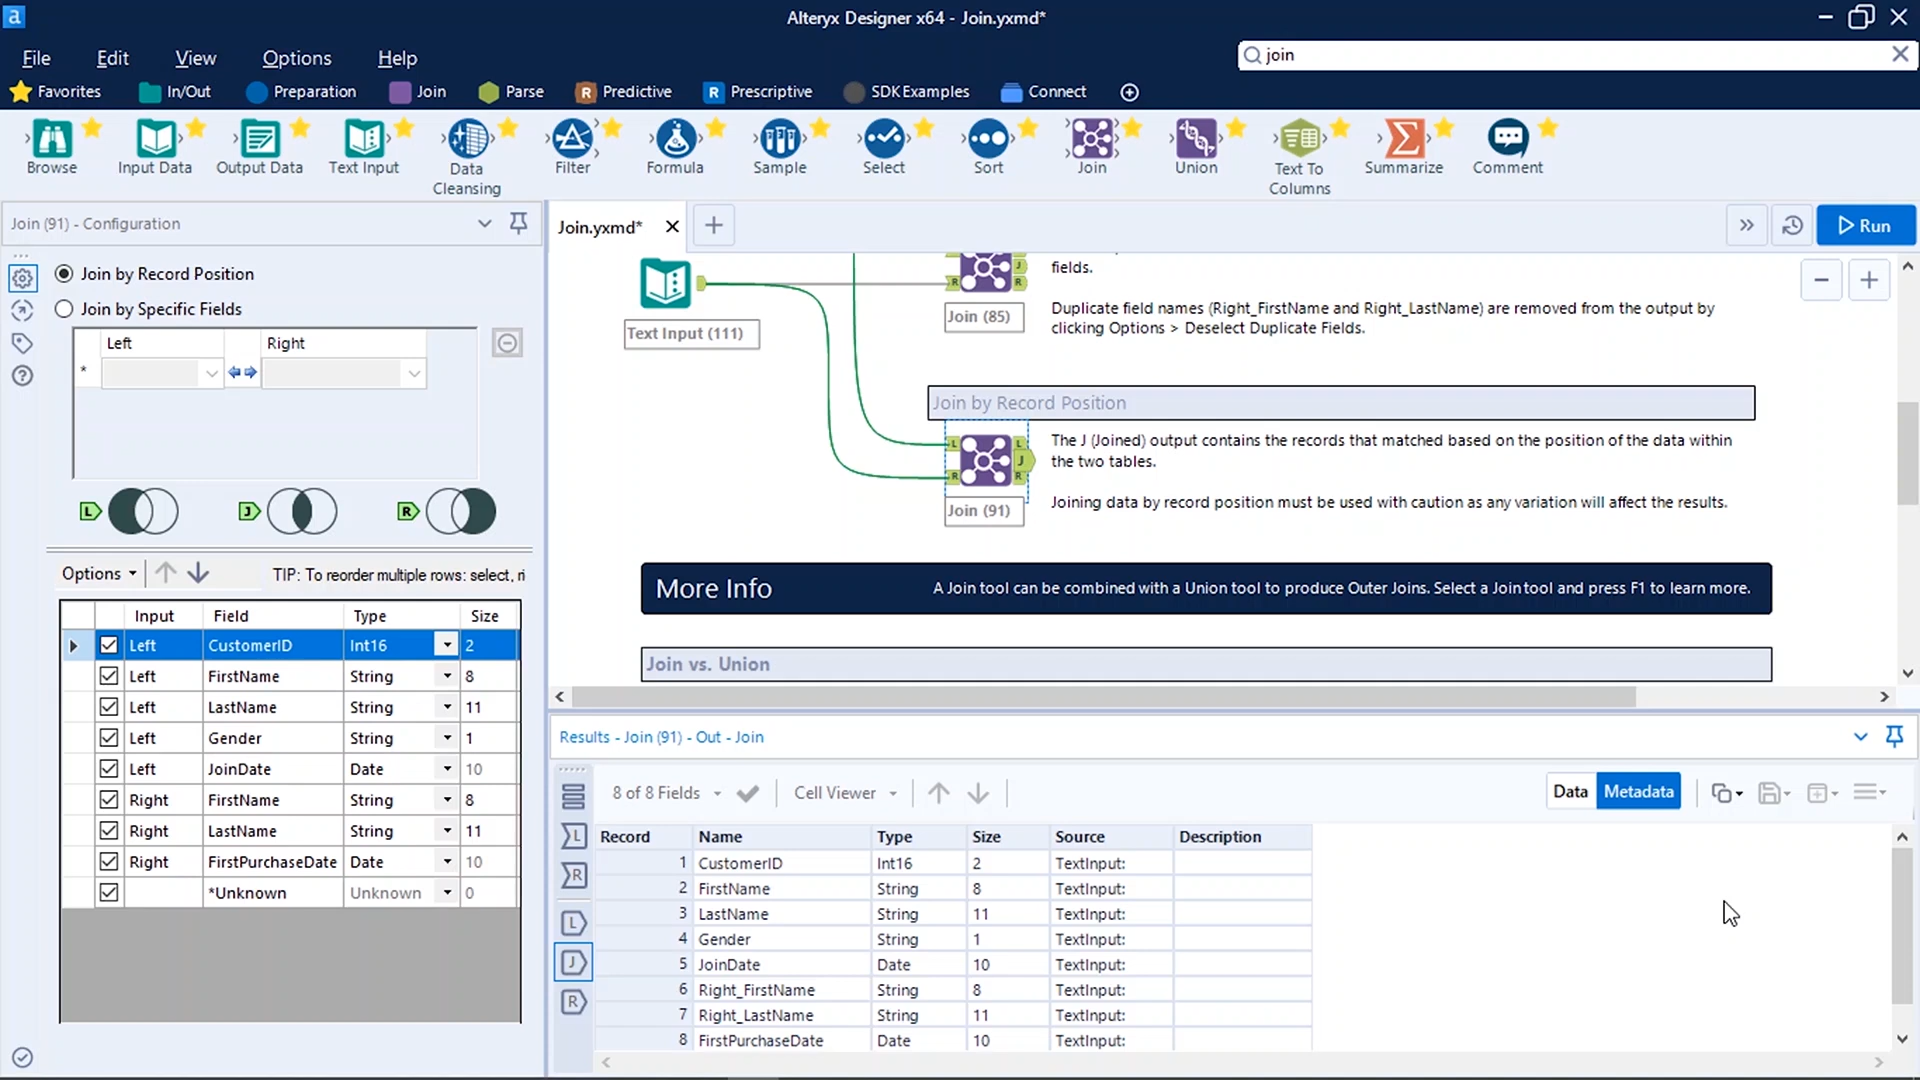 a
Alteryx Designer x64 - Join.yxmd*
File Edit View Options Help
join
Favorites In/Out Preparation Join Parse Predictive Prescriptive SDK Examples Connect
Browse Input Data Output Data Text Input Data Cleansing Filter Formula Sample Select Sort Join Union Text To Columns Summarize Comment
Join (91) - Configuration
Join by Record Position
Join by Specific Fields
Left Right
*
L J R
Options TIP: To reorder multiple rows: select, ri
Input Field Type Size
Left CustomerID Int16 2
Left FirstName String 8
Left LastName String 11
Left Gender String 1
Left JoinDate Date 10
Right FirstName String 8
Right LastName String 11
Right FirstPurchaseDate Date 10
*Unknown Unknown 0
Join.yxmd*
Run
Text Input (111)
J
R R
Join (85)
fields.
Duplicate field names (Right_FirstName and Right_LastName) are removed from the output by
clicking Options > Deselect Duplicate Fields.
Join by Record Position
L L
J
R R
Join (91)
The J (Joined) output contains the records that matched based on the position of the data within
the two tables.
Joining data by record position must be used with caution as any variation will affect the results.
More Info A Join tool can be combined with a Union tool to produce Outer Joins. Select a Join tool and press F1 to learn more.
Join vs. Union
Results - Join (91) - Out - Join
8 of 8 Fields Cell Viewer Data Metadata
L
R
L
J
R
Record Name Type Size Source Description
1 CustomerID Int16 2 TextInput:
2 FirstName String 8 TextInput:
3 LastName String 11 TextInput:
4 Gender String 1 TextInput:
5 JoinDate Date 10 TextInput:
6 Right_FirstName String 8 TextInput:
7 Right_LastName String 11 TextInput:
8 FirstPurchaseDate Date 10 TextInput: